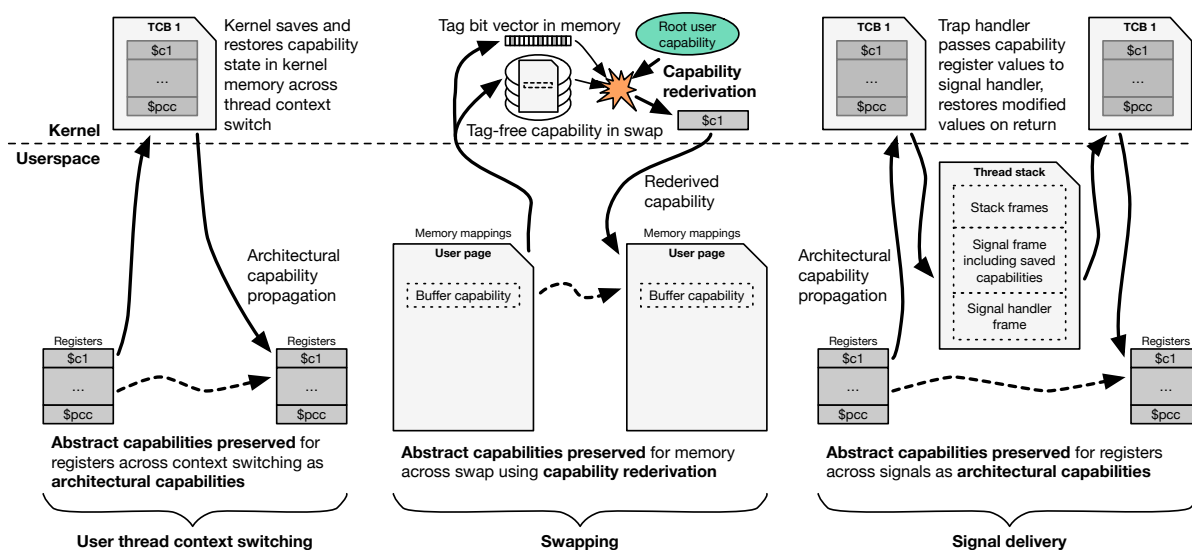 TCB 1
$c1
...
$pcc
Kernel saves and
restores capability
state in kernel
memory across
thread context
switch
Kernel
Userspace
Architectural
capability
propagation
Registers
$c1
...
$pcc
Registers
$c1
...
$pcc
Abstract capabilities preserved for
registers across context switching as
architectural capabilities
User thread context switching
Tag bit vector in memory
Root user
capability
Capability
rederivation
Tag-free capability in swap
$c1
Rederived
capability
Memory mappings
User page
Buffer capability
Memory mappings
User page
Buffer capability
Abstract capabilities preserved for memory
across swap using capability rederivation
Swapping
TCB 1
$c1
...
$pcc
Trap handler
passes capability
register values to
signal handler,
restores modified
values on return
TCB 1
$c1
...
$pcc
Thread stack
Stack frames
Signal frame
including saved
capabilities
Signal handler
frame
Architectural
capability
propagation
Registers
$c1
...
$pcc
Registers
$c1
...
$pcc
Abstract capabilities preserved for registers
across signals as architectural capabilities
Signal delivery